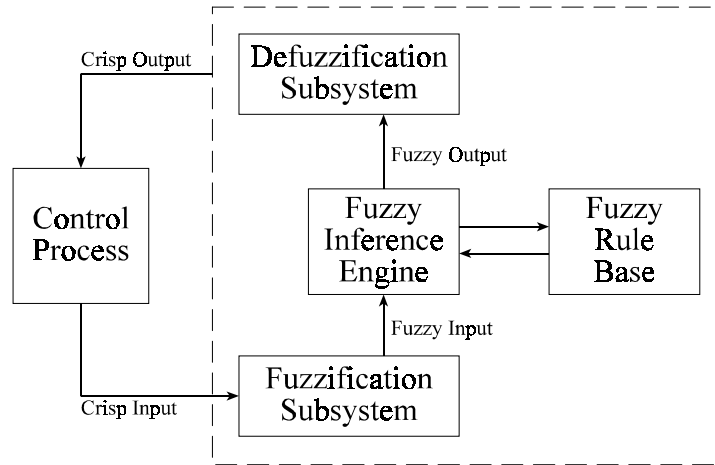 Crisp Output
Defuzzification
Subsystem
Fuzzy Output
Control
Process
Fuzzy
Inference
Engine
Fuzzy
Rule
Base
Fuzzy Input
Fuzzification
Subsystem
Crisp Input